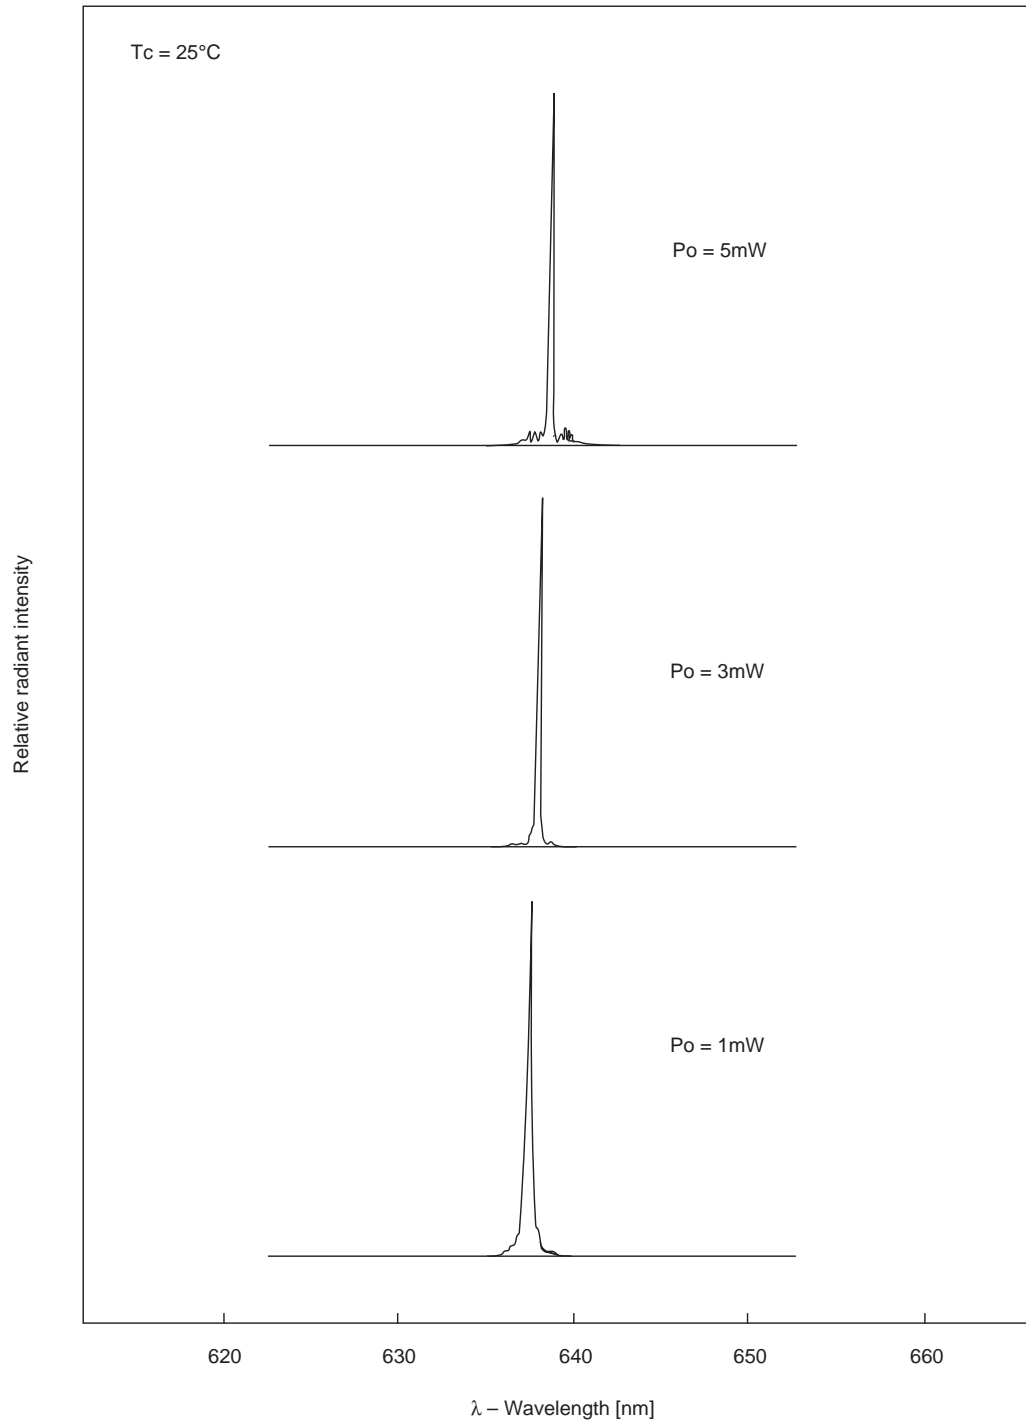 Tc = 25°C
Po = 5mW
Relative radiant intensity
Po = 3mW
Po = 1mW
620 630 640 650 660
λ – Wavelength [nm]